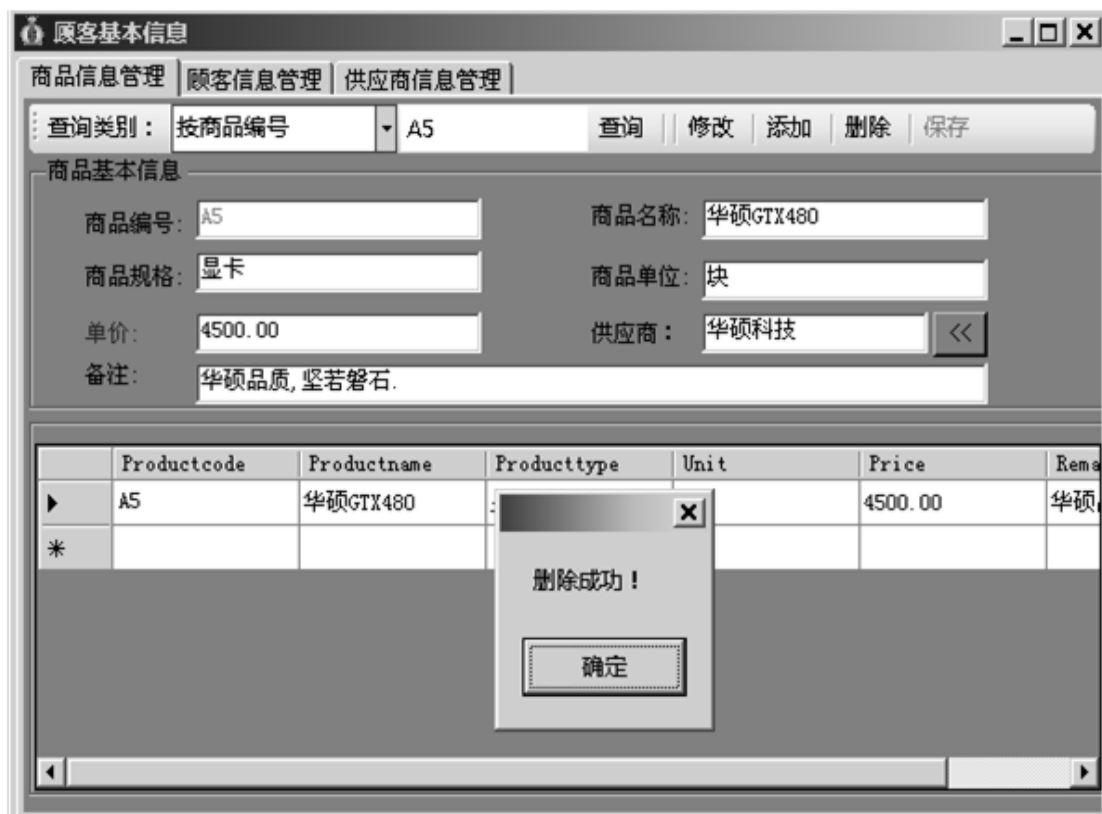 顾客基本信息
商品信息管理 顾客信息管理 供应商信息管理
查询类别： 按商品编号 A5 查询 修改 添加 删除 保存
商品基本信息
商品编号: A5 商品名称: 华硕GTX480
商品规格: 显卡 商品单位: 块
单价: 4500.00 供应商： 华硕科技 <<
备注: 华硕品质,坚若磐石.
Productcode Productname Producttype Unit Price Rema
A5 华硕GTX480 4500.00 华硕
*
删除成功！
确定